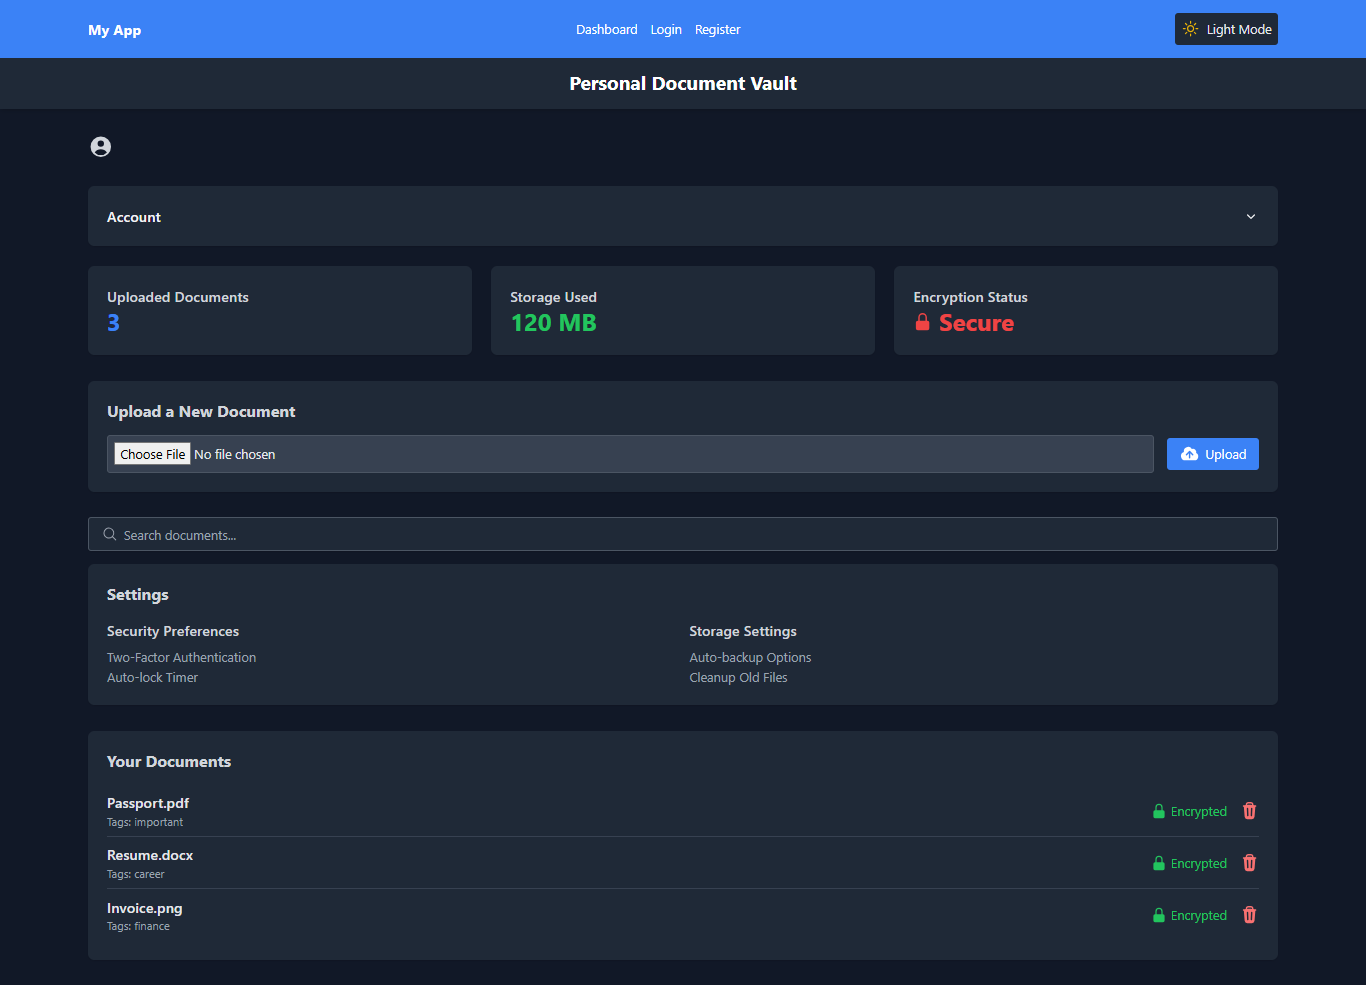 My App
Dashboard Login Register
Light Mode
Personal Document Vault
Account
Uploaded Documents
3
Storage Used
120 MB
Encryption Status
Secure
Upload a New Document
Choose File No file chosen
Upload
Search documents...
Settings
Security Preferences
Two-Factor Authentication
Auto-lock Timer
Storage Settings
Auto-backup Options
Cleanup Old Files
Your Documents
Passport.pdf
Tags: important
Encrypted
Resume.docx
Tags: career
Encrypted
Invoice.png
Tags: finance
Encrypted